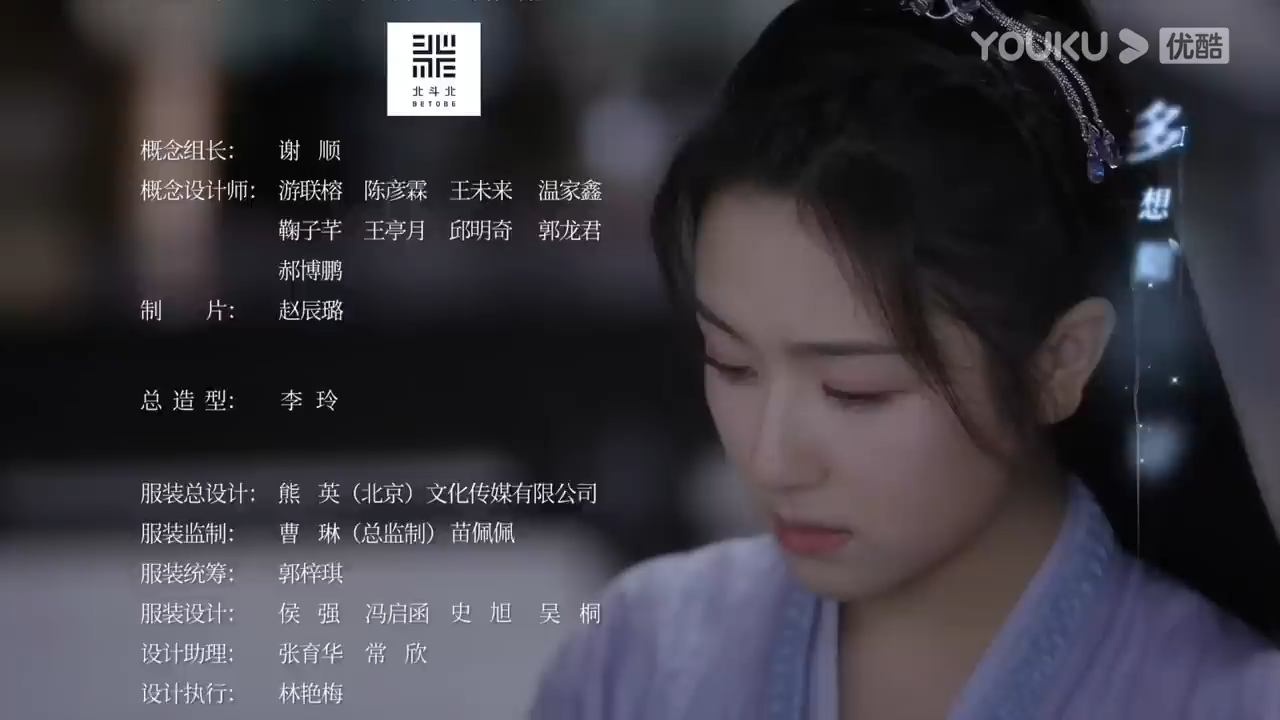 北斗北
BETOBE
YOUKU 优酷
概念组长： 谢 顺
概念设计师： 游联榕 陈彦霖 王未来 温家鑫
鞠子芊 王亭月 邱明奇 郭龙君
郝博鹏
制 片： 赵辰璐
总 造 型： 李 玲
服装总设计： 熊 英（北京）文化传媒有限公司
服装监制： 曹 琳（总监制） 苗佩佩
服装统筹： 郭梓琪
服装设计： 侯 强 冯启函 史 旭 吴 桐
设计助理： 张育华 常 欣
设计执行： 林艳梅
多想